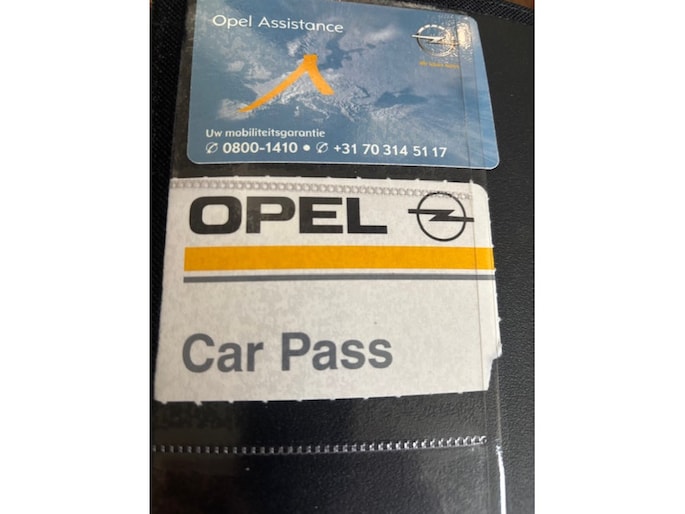 Opel Assistance
Uw mobiliteitsgarantie
✆ 0800-1410 • ✆ +31 70 314 51 17
OPEL
Car Pass